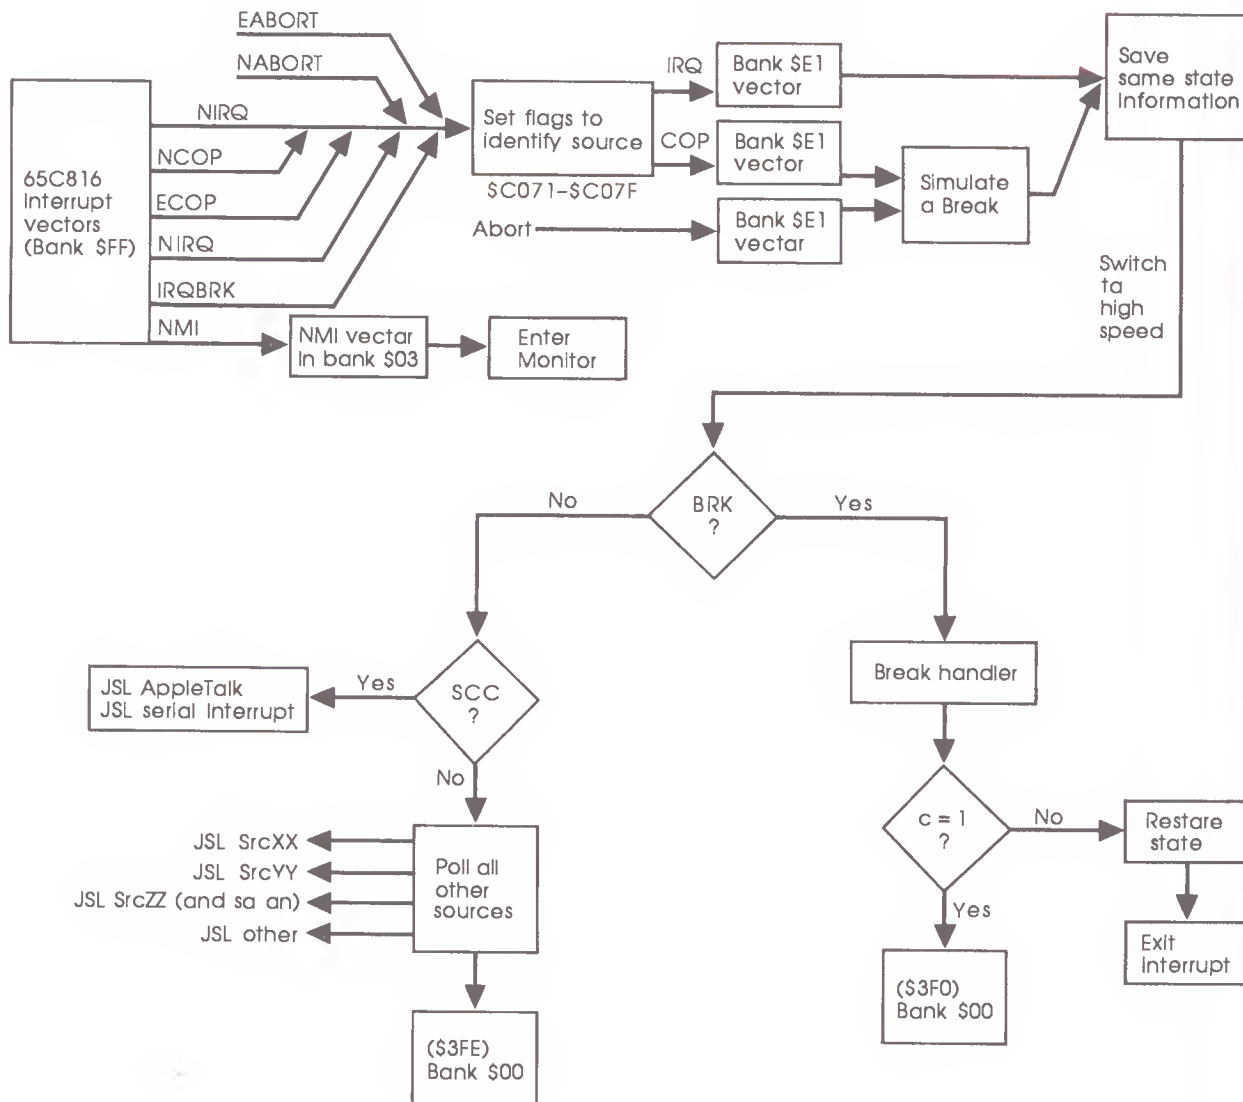 EABORT
NABORT
NIRQ
NCOP
ECOP
NIRQ
IRQBRK
NMI
65C816
Interrupt
vectors
(Bank $FF)
Set flags to
identify source
$C071–$C07F
IRQ
COP
Abort
Bank $E1
vector
Bank $E1
vector
Bank $E1
vectar
Simulate
a Break
Save
same state
information
NMI vectar
In bank $03
Enter
Monitor
Switch
ta
high
speed
BRK
?
No
Yes
SCC
?
Yes
No
JSL AppleTalk
JSL serial Interrupt
Break handler
JSL SrcXX
JSL SrcYY
JSL SrcZZ (and sa an)
JSL other
Poll all
other
sources
($3FE)
Bank $00
c = 1
?
No
Yes
Restare
state
Exit
Interrupt
($3F0)
Bank $00